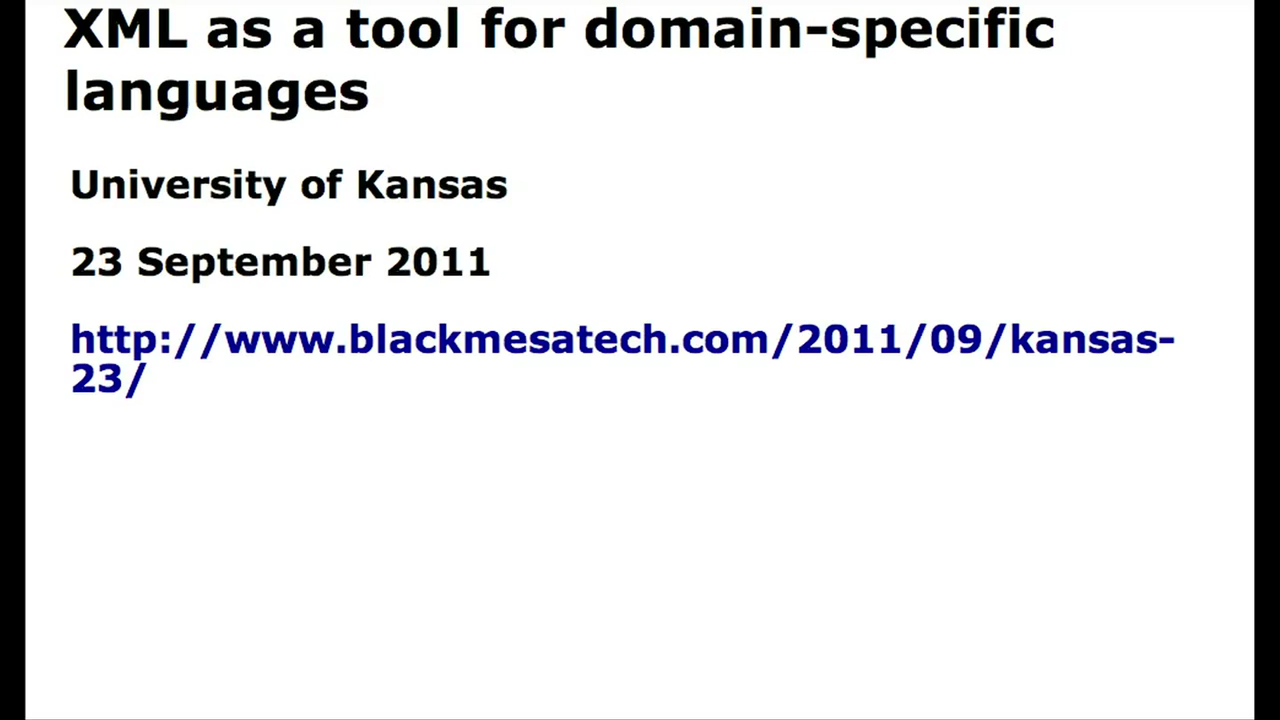 XML as a tool for domain-specific
languages
University of Kansas
23 September 2011
http://www.blackmesatech.com/2011/09/kansas-
23/